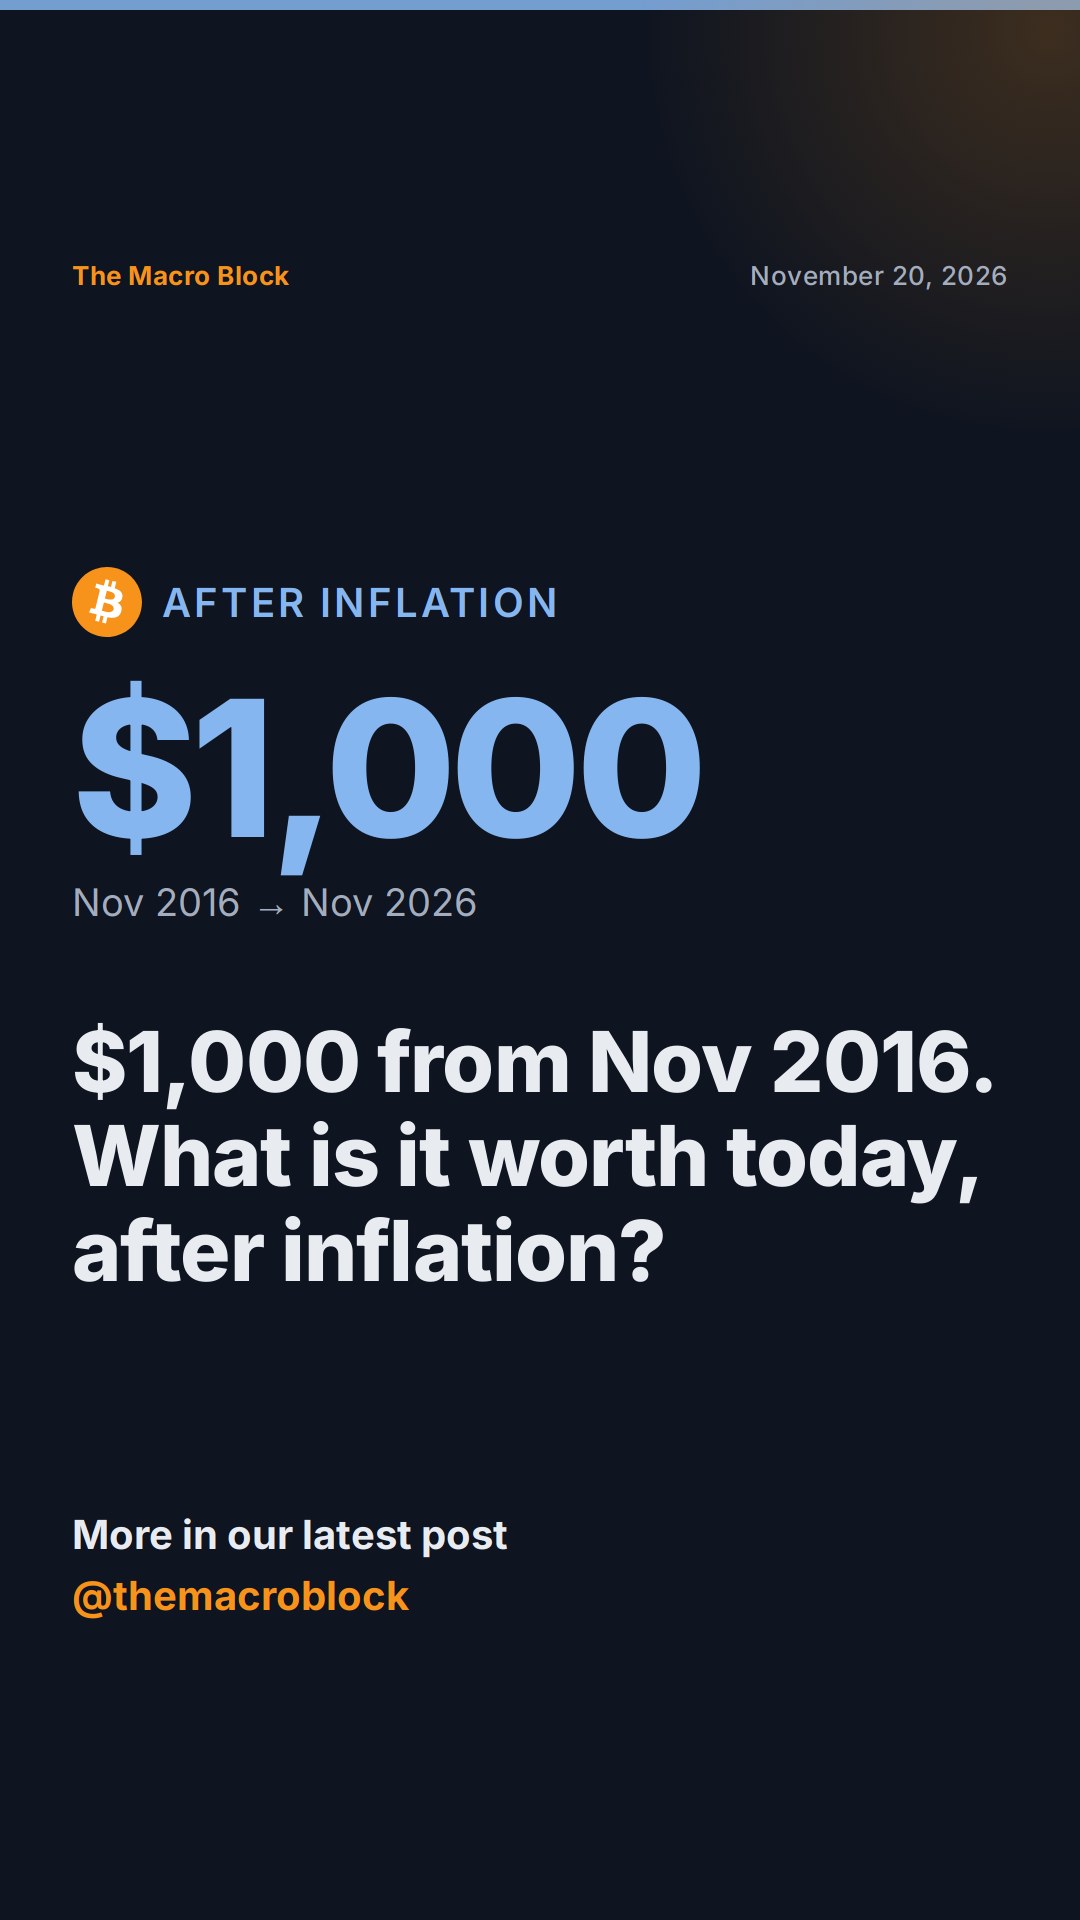 The Macro Block
November 20, 2026
AFTER INFLATION
$1,000
Nov 2016 → Nov 2026
$1,000 from Nov 2016.
What is it worth today,
after inflation?
More in our latest post
@themacroblock